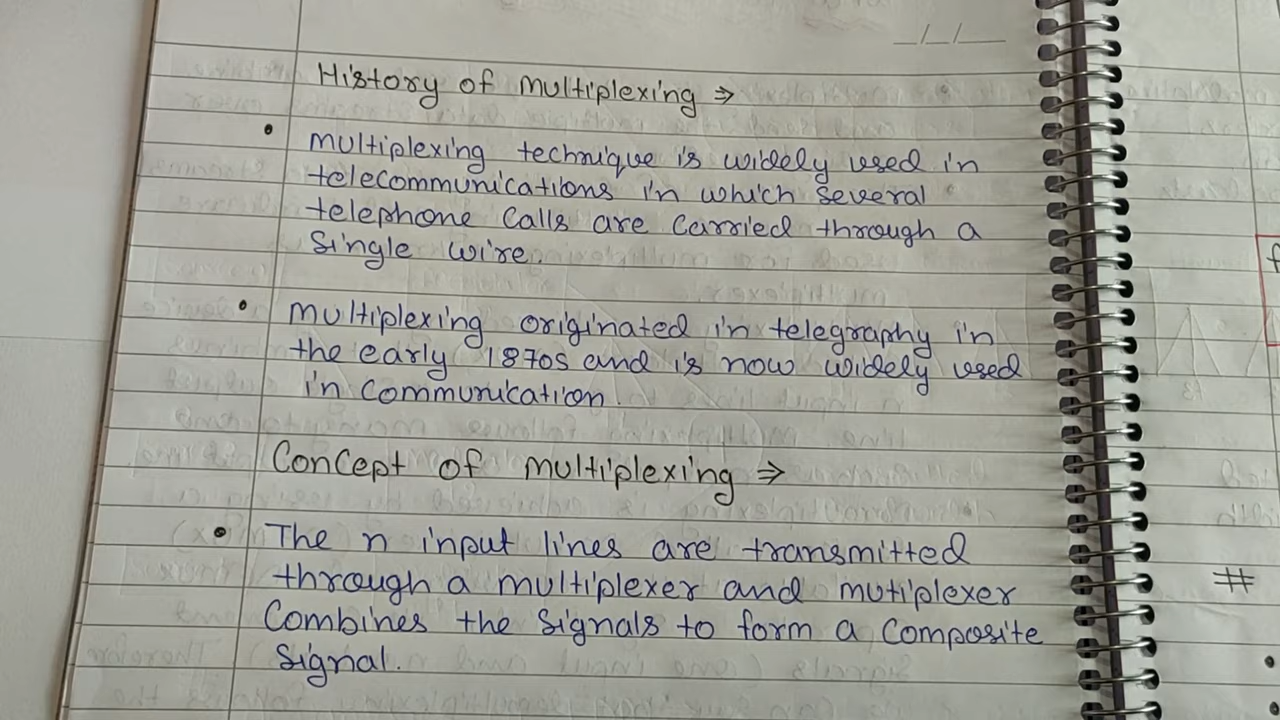 _/_/__
History of multiplexing ⇒
• multiplexing technique is widely used in
telecommunications in which several
telephone calls are carried through a
single wire.
• multiplexing originated in telegraphy in
the early 1870s and is now widely used
in communication.
Concept of multiplexing ⇒
• The n input lines are transmitted
through a multiplexer and mutiplexer
Combines the signals to form a composite
signal.
#